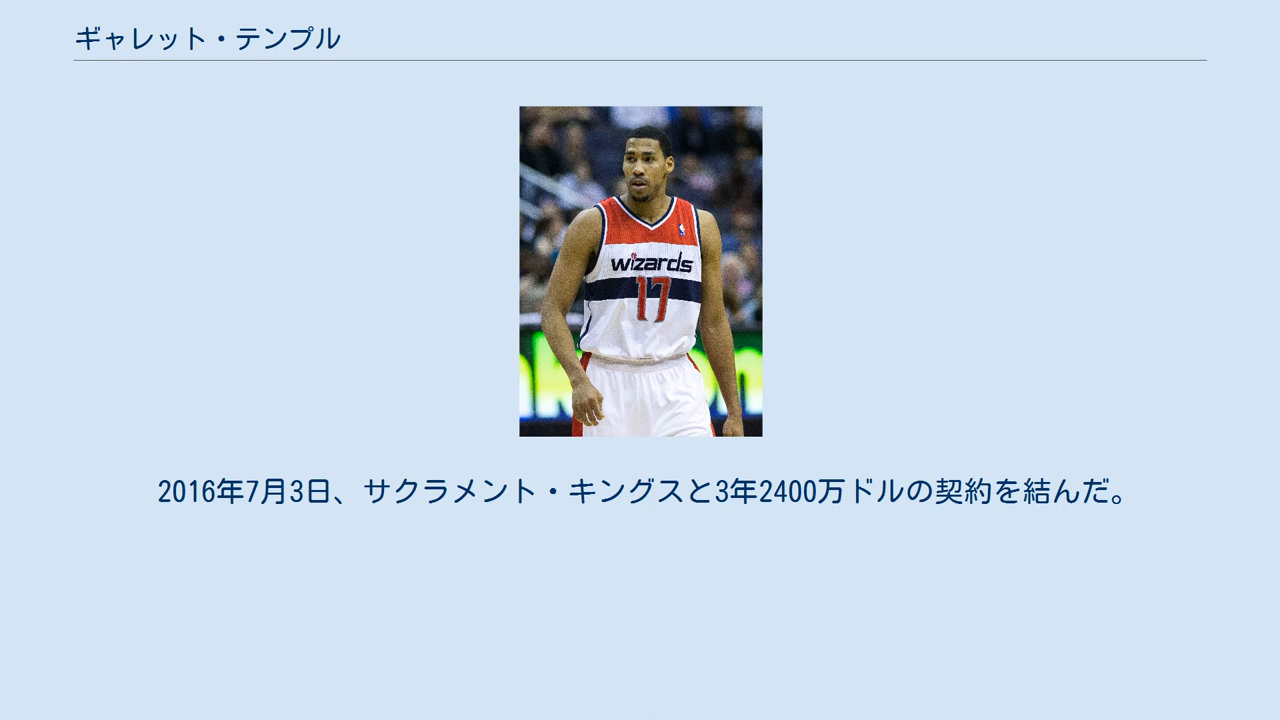 ギャレット・テンプル
wizards
17
2016年7月3日、サクラメント・キングスと3年2400万ドルの契約を結んだ。